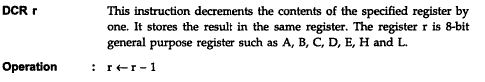 DCR r This instruction decrements the contents of the specified register by
one. It stores the result in the same register. The register r is 8-bit
general purpose register such as A, B, C, D, E, H and L.
Operation : r ← r − 1